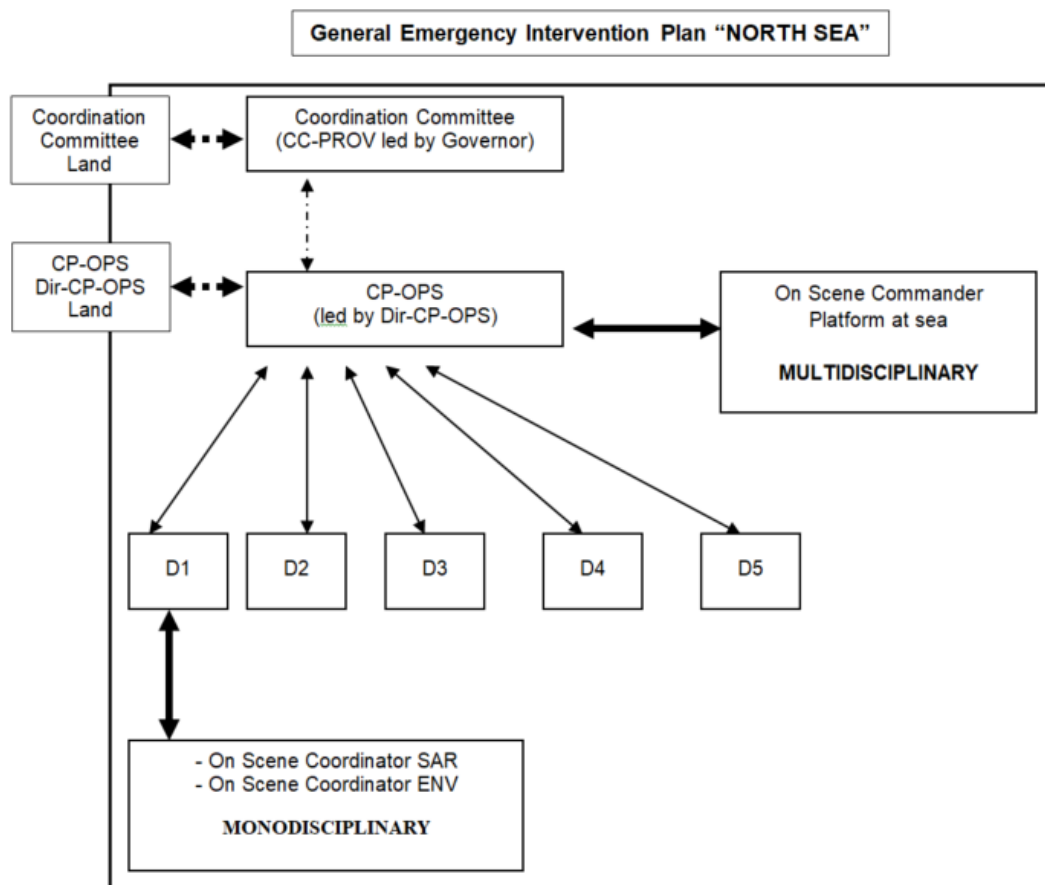 General Emergency Intervention Plan “NORTH SEA”
Coordination
Committee
Land
Coordination Committee
(CC-PROV led by Governor)
CP-OPS
Dir-CP-OPS
Land
CP-OPS
(led by Dir-CP-OPS)
On Scene Commander
Platform at sea
MULTIDISCIPLINARY
D1
D2
D3
D4
D5
- On Scene Coordinator SAR
- On Scene Coordinator ENV
MONODISCIPLINARY